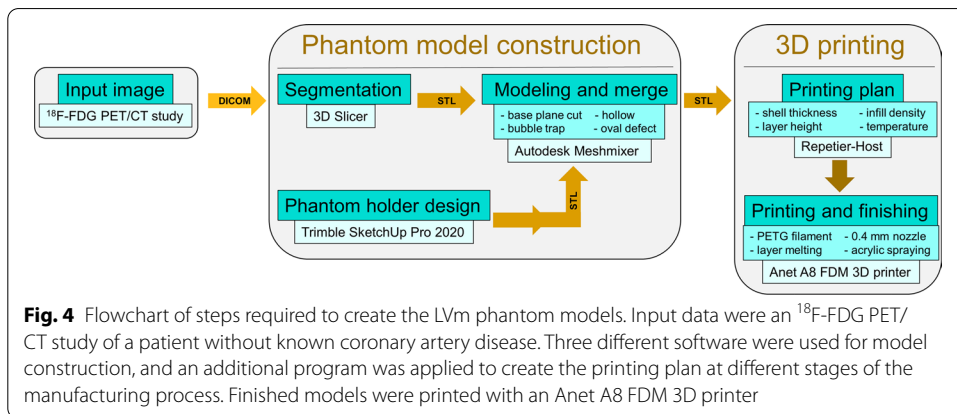 Phantom model construction
3D printing
Input image
¹⁸F-FDG PET/CT study
DICOM
Segmentation
3D Slicer
STL
Modeling and merge
- base plane cut - hollow
- bubble trap - oval defect
Autodesk Meshmixer
STL
Phantom holder design
Trimble SketchUp Pro 2020
STL
Printing plan
- shell thickness - infill density
- layer height - temperature
Repetier-Host
Printing and finishing
- PETG filament - 0.4 mm nozzle
- layer melting - acrylic spraying
Anet A8 FDM 3D printer
Fig. 4 Flowchart of steps required to create the LVm phantom models. Input data were an ¹⁸F-FDG PET/
CT study of a patient without known coronary artery disease. Three different software were used for model
construction, and an additional program was applied to create the printing plan at different stages of the
manufacturing process. Finished models were printed with an Anet A8 FDM 3D printer